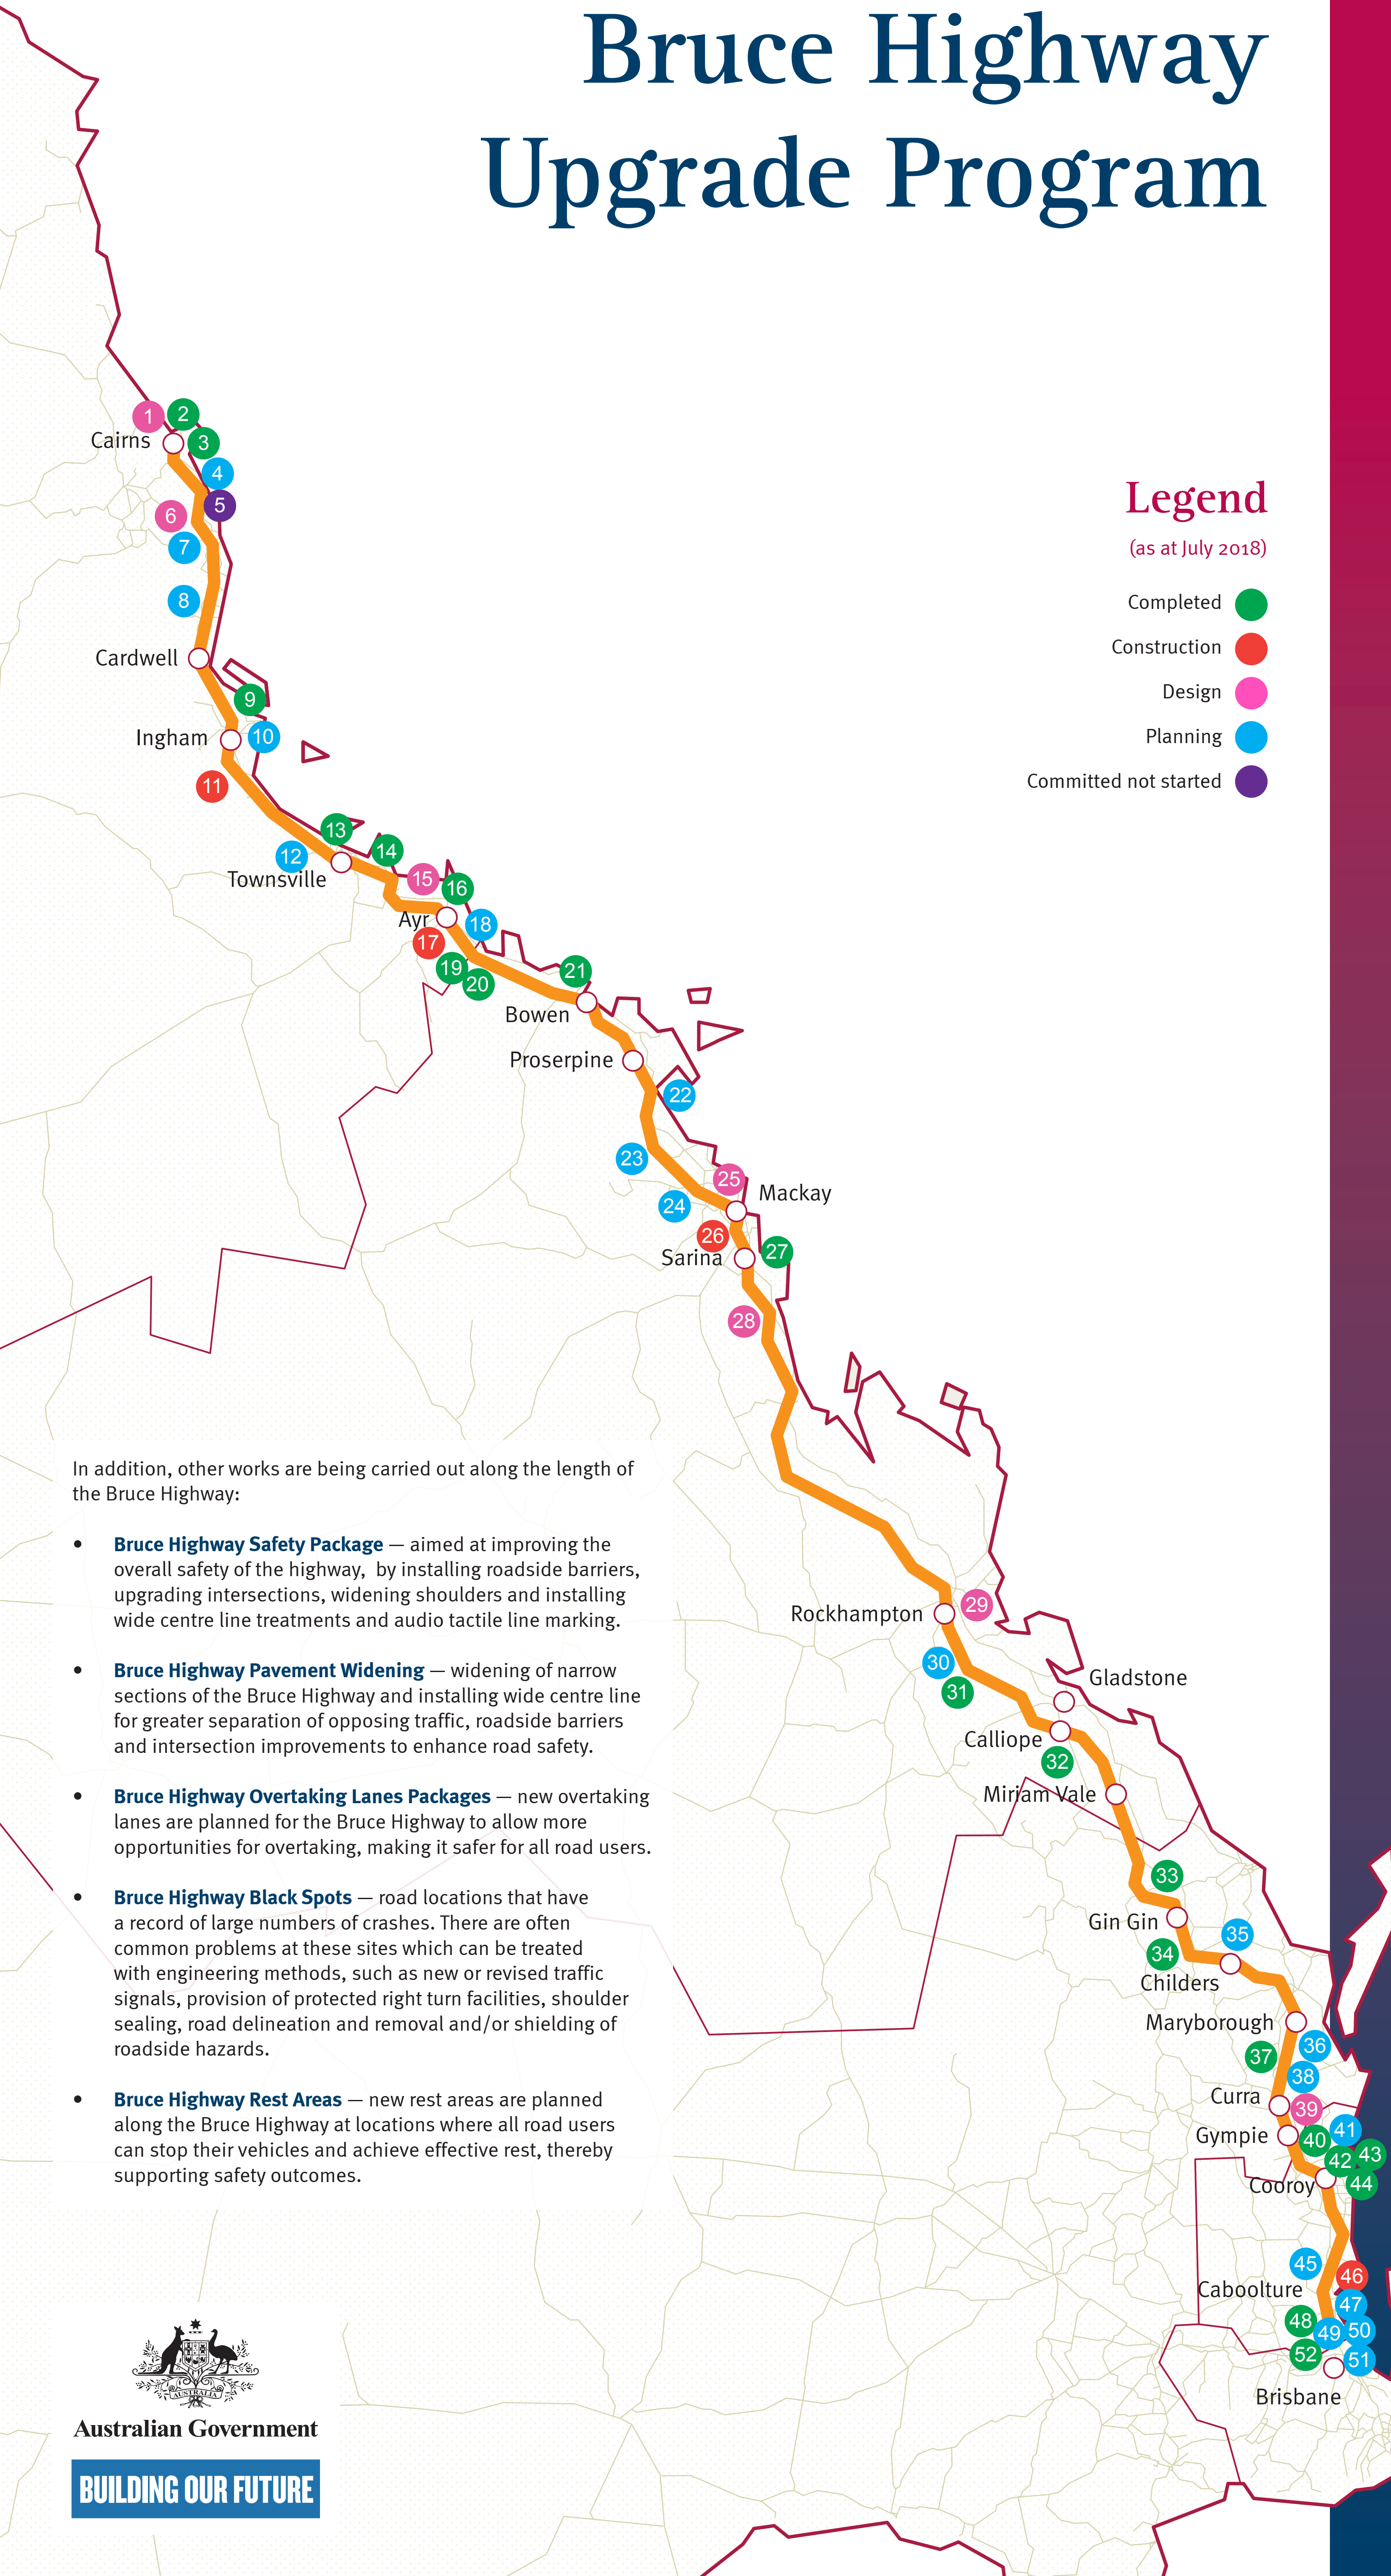 Bruce Highway
Upgrade Program
Legend
(as at July 2018)
Completed
Construction
Design
Planning
Committed not started
1
2
Cairns
3
4
5
6
7
8
Cardwell
9
Ingham
10
11
13
12
14
Townsville
15
16
Ayr
18
17
19
20
21
Bowen
Proserpine
22
23
25
24
Mackay
26
Sarina
27
28
Rockhampton
29
30
31
Gladstone
Calliope
32
Miriam Vale
33
Gin Gin
35
34
Childers
Maryborough
36
37
38
Curra
39
Gympie
40
41
42
43
Cooroy
44
45
46
Caboolture
47
48
49
50
52
51
Brisbane
In addition, other works are being carried out along the length of
the Bruce Highway:
• Bruce Highway Safety Package — aimed at improving the
overall safety of the highway, by installing roadside barriers,
upgrading intersections, widening shoulders and installing
wide centre line treatments and audio tactile line marking.
• Bruce Highway Pavement Widening — widening of narrow
sections of the Bruce Highway and installing wide centre line
for greater separation of opposing traffic, roadside barriers
and intersection improvements to enhance road safety.
• Bruce Highway Overtaking Lanes Packages — new overtaking
lanes are planned for the Bruce Highway to allow more
opportunities for overtaking, making it safer for all road users.
• Bruce Highway Black Spots — road locations that have
a record of large numbers of crashes. There are often
common problems at these sites which can be treated
with engineering methods, such as new or revised traffic
signals, provision of protected right turn facilities, shoulder
sealing, road delineation and removal and/or shielding of
roadside hazards.
• Bruce Highway Rest Areas — new rest areas are planned
along the Bruce Highway at locations where all road users
can stop their vehicles and achieve effective rest, thereby
supporting safety outcomes.
AUSTRALIA
Australian Government
BUILDING OUR FUTURE